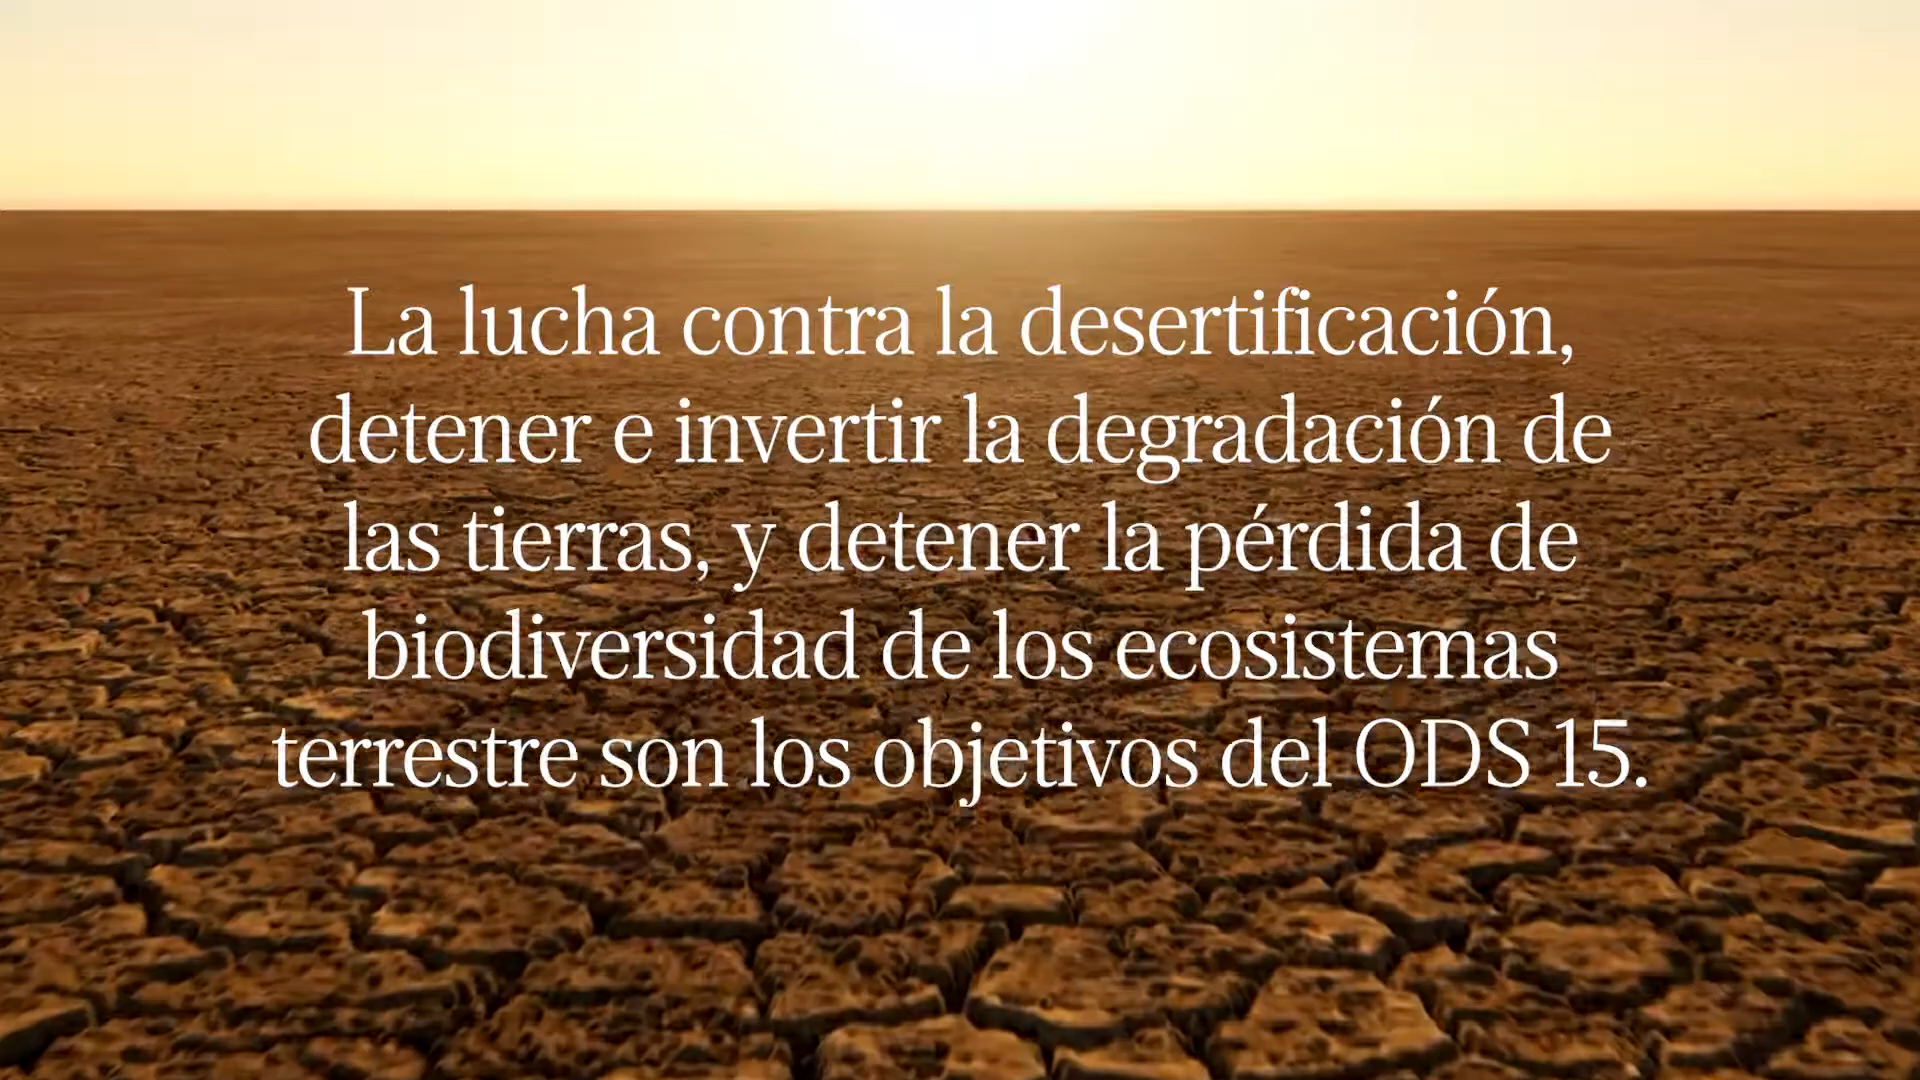 La lucha contra la desertificación,
detener e invertir la degradación de
las tierras, y detener la pérdida de
biodiversidad de los ecosistemas
terrestre son los objetivos del ODS 15.